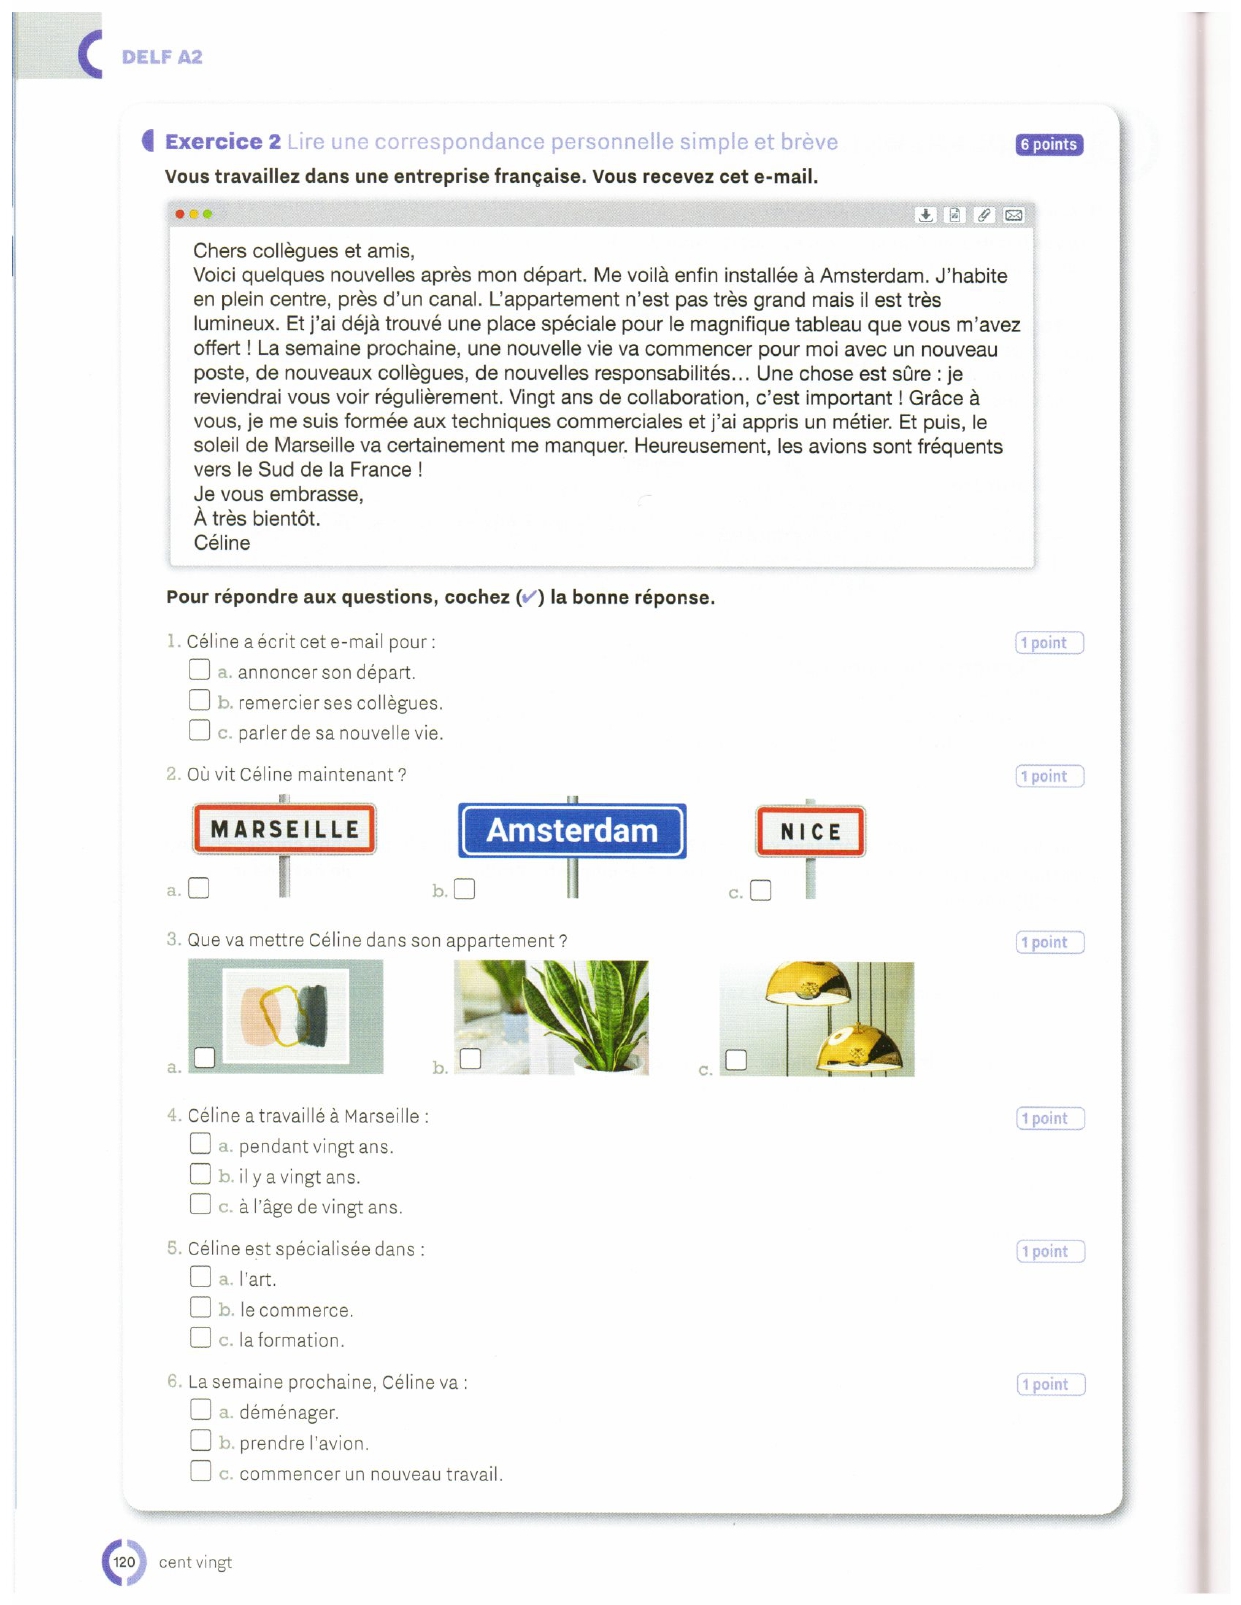 DELF A2
Exercice 2 Lire une correspondance personnelle simple et brève
6 points
Vous travaillez dans une entreprise française. Vous recevez cet e-mail.
Chers collègues et amis,
Voici quelques nouvelles après mon départ. Me voilà enfin installée à Amsterdam. J'habite
en plein centre, près d'un canal. L'appartement n'est pas très grand mais il est très
lumineux. Et j'ai déjà trouvé une place spéciale pour le magnifique tableau que vous m'avez
offert ! La semaine prochaine, une nouvelle vie va commencer pour moi avec un nouveau
poste, de nouveaux collègues, de nouvelles responsabilités... Une chose est sûre : je
reviendrai vous voir régulièrement. Vingt ans de collaboration, c'est important ! Grâce à
vous, je me suis formée aux techniques commerciales et j'ai appris un métier. Et puis, le
soleil de Marseille va certainement me manquer. Heureusement, les avions sont fréquents
vers le Sud de la France !
Je vous embrasse,
À très bientôt.
Céline
Pour répondre aux questions, cochez (✔) la bonne réponse.
1. Céline a écrit cet e-mail pour :
1 point
a. annoncer son départ.
b. remercier ses collègues.
c. parler de sa nouvelle vie.
2. Où vit Céline maintenant ?
1 point
MARSEILLE
Amsterdam
NICE
a.
b.
c.
3. Que va mettre Céline dans son appartement ?
1 point
a.
b.
c.
4. Céline a travaillé à Marseille :
1 point
a. pendant vingt ans.
b. il y a vingt ans.
c. à l'âge de vingt ans.
5. Céline est spécialisée dans :
1 point
a. l'art.
b. le commerce.
c. la formation.
6. La semaine prochaine, Céline va :
1 point
a. déménager.
b. prendre l'avion.
c. commencer un nouveau travail.
120 cent vingt